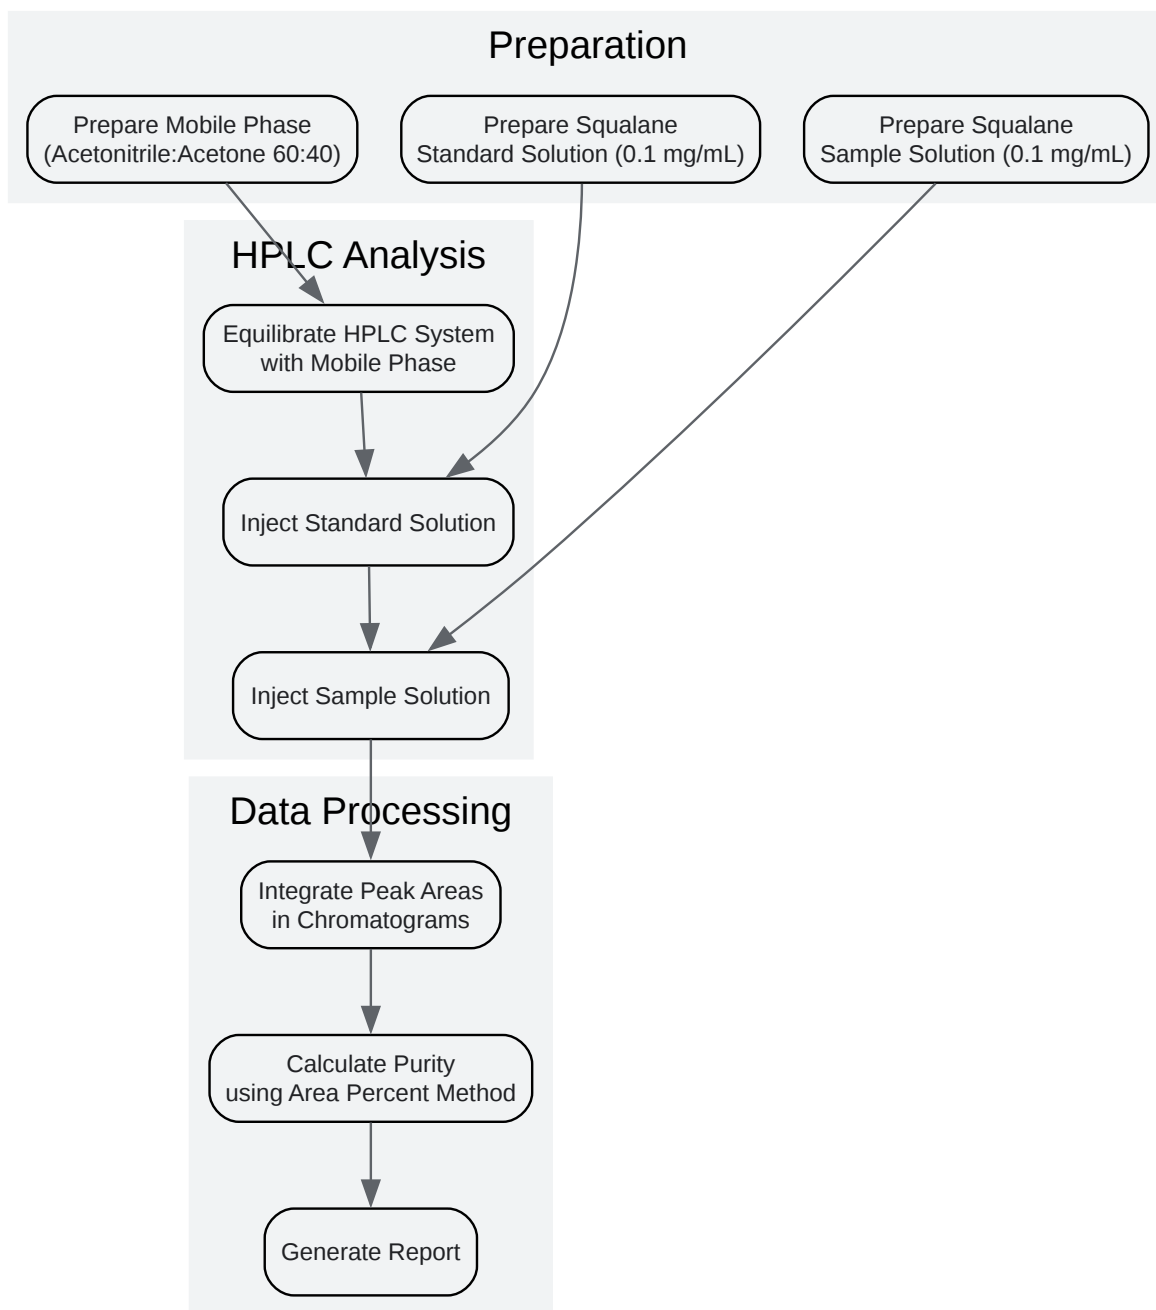 Preparation
Prepare Mobile Phase
(Acetonitrile:Acetone 60:40)
Prepare Squalane
Standard Solution (0.1 mg/mL)
Prepare Squalane
Sample Solution (0.1 mg/mL)
HPLC Analysis
Equilibrate HPLC System
with Mobile Phase
Inject Standard Solution
Inject Sample Solution
Data Processing
Integrate Peak Areas
in Chromatograms
Calculate Purity
using Area Percent Method
Generate Report